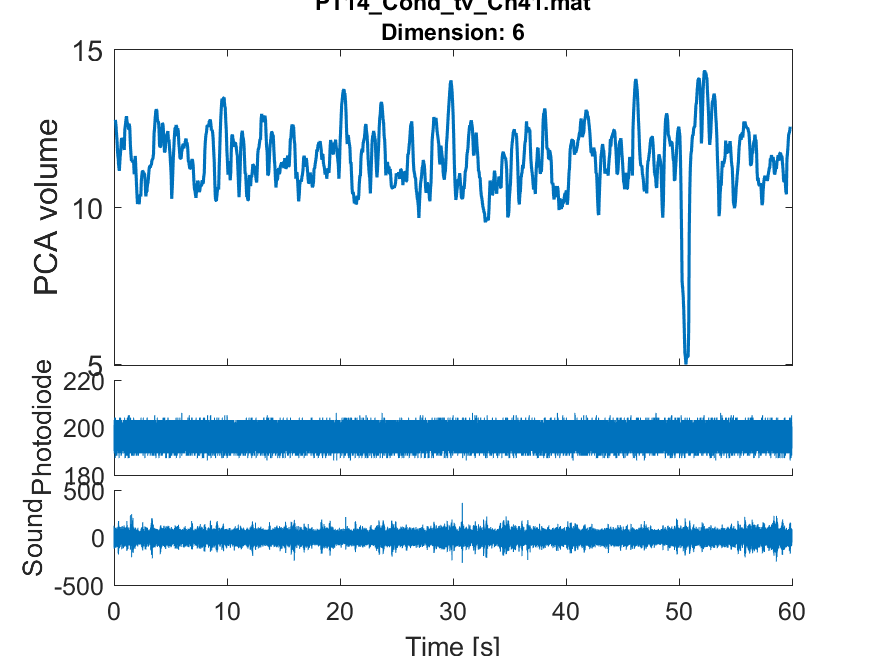 PT14_Cond_tv_Ch41.mat
Dimension: 6
15
10
5
PCA volume
220
200
180
Photodiode
500
0
-500
Sound
0 10 20 30 40 50 60
Time [s]